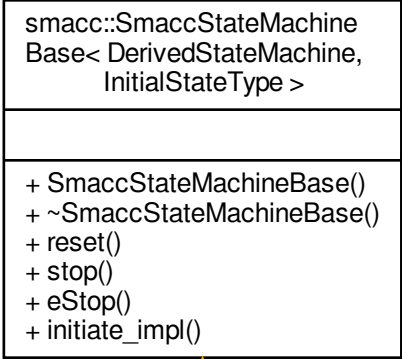 smacc::SmaccStateMachine
Base< DerivedStateMachine,
InitialStateType >
+ SmaccStateMachineBase()
+ ~SmaccStateMachineBase()
+ reset()
+ stop()
+ eStop()
+ initiate_impl()